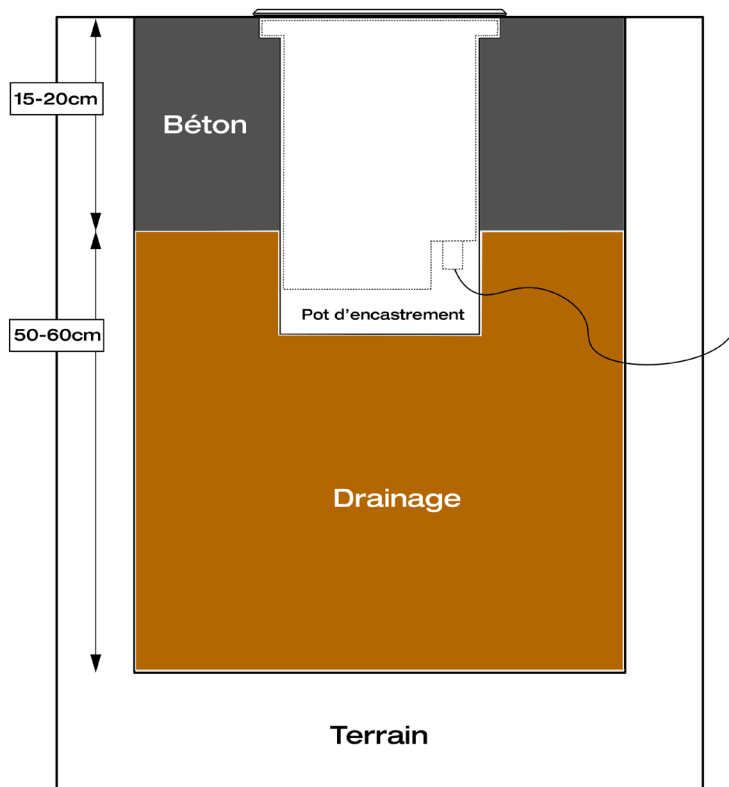 15-20cm
Béton
Pot d'encastrement
50-60cm
Drainage
Terrain